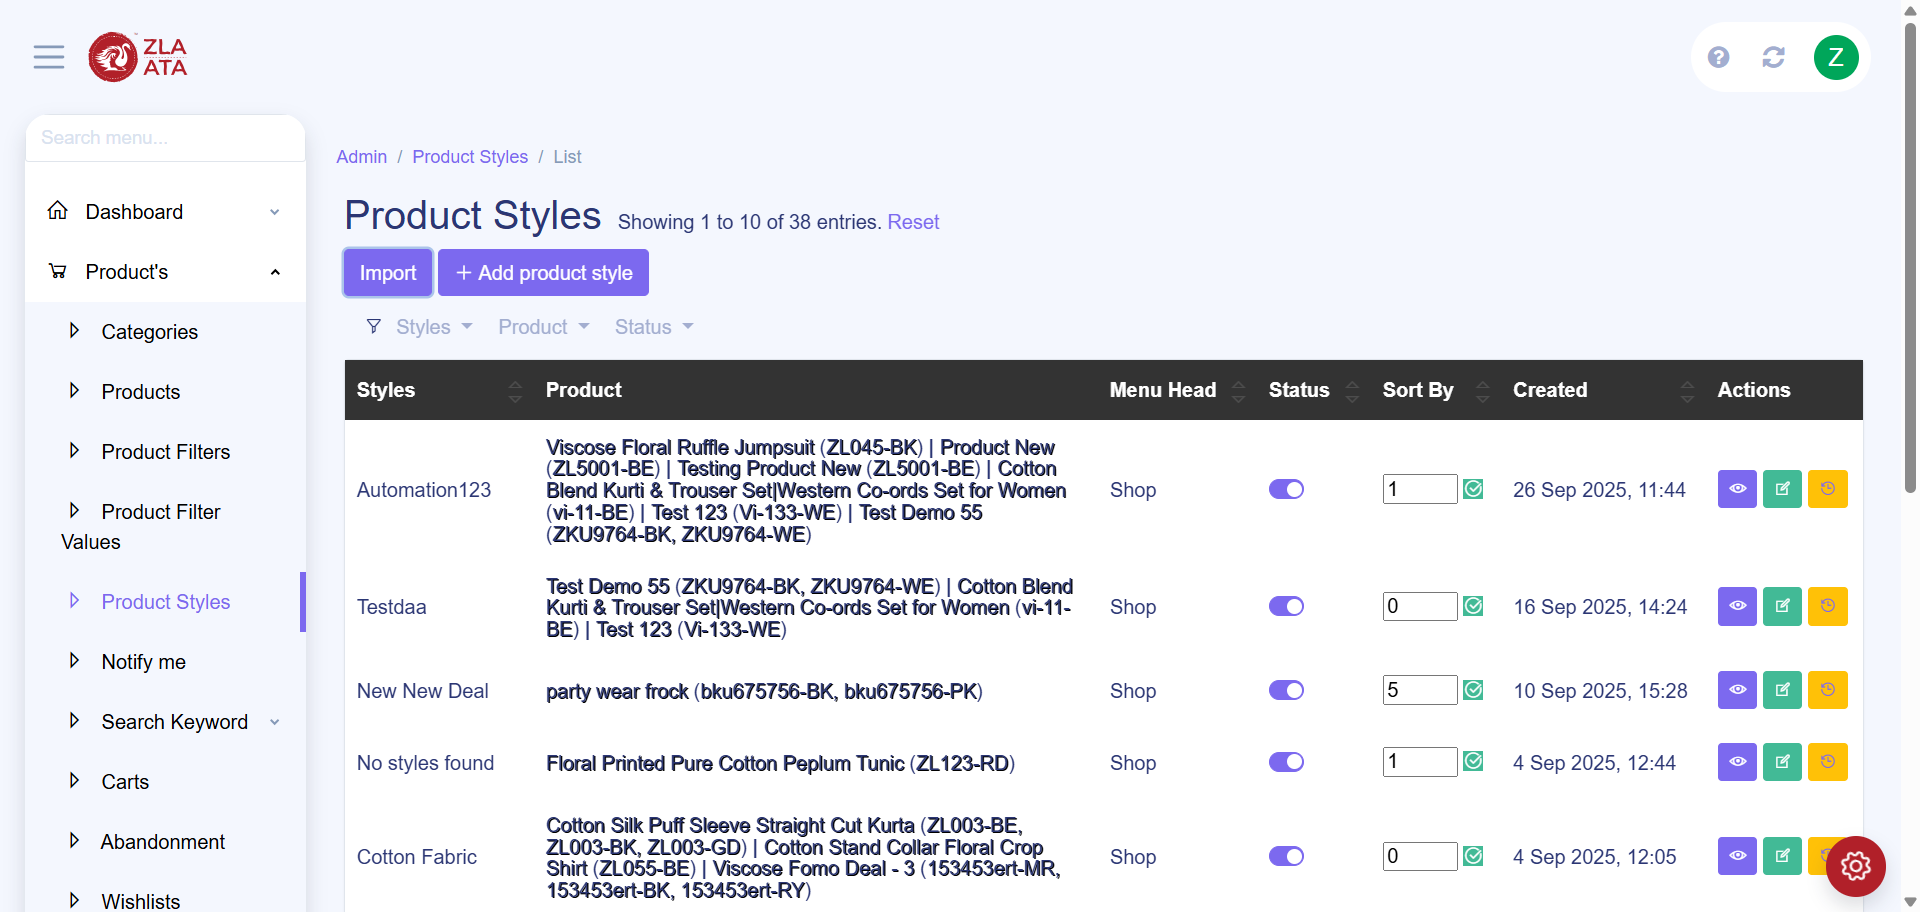 ZLA
ATA
Z
Search menu...
Dashboard
Product's
Categories
Products
Product Filters
Product Filter
Values
Product Styles
Notify me
Search Keyword
Carts
Abandonment
Wishlists
Admin / Product Styles / List
Product Styles Showing 1 to 10 of 38 entries. Reset
Import + Add product style
Styles Product Status
Styles Product Menu Head Status Sort By Created Actions
Viscose Floral Ruffle Jumpsuit (ZL045-BK) | Product New
(ZL5001-BE) | Testing Product New (ZL5001-BE) | Cotton
Automation123 Blend Kurti & Trouser Set|Western Co-ords Set for Women Shop 1 26 Sep 2025, 11:44
(vi-11-BE) | Test 123 (Vi-133-WE) | Test Demo 55
(ZKU9764-BK, ZKU9764-WE)
Test Demo 55 (ZKU9764-BK, ZKU9764-WE) | Cotton Blend
Testdaa Kurti & Trouser Set|Western Co-ords Set for Women (vi-11- Shop 0 16 Sep 2025, 14:24
BE) | Test 123 (Vi-133-WE)
New New Deal party wear frock (bku675756-BK, bku675756-PK) Shop 5 10 Sep 2025, 15:28
No styles found Floral Printed Pure Cotton Peplum Tunic (ZL123-RD) Shop 1 4 Sep 2025, 12:44
Cotton Silk Puff Sleeve Straight Cut Kurta (ZL003-BE,
ZL003-BK, ZL003-GD) | Cotton Stand Collar Floral Crop
Cotton Fabric Shirt (ZL055-BE) | Viscose Fomo Deal - 3 (153453ert-MR, Shop 0 4 Sep 2025, 12:05
153453ert-BK, 153453ert-RY)